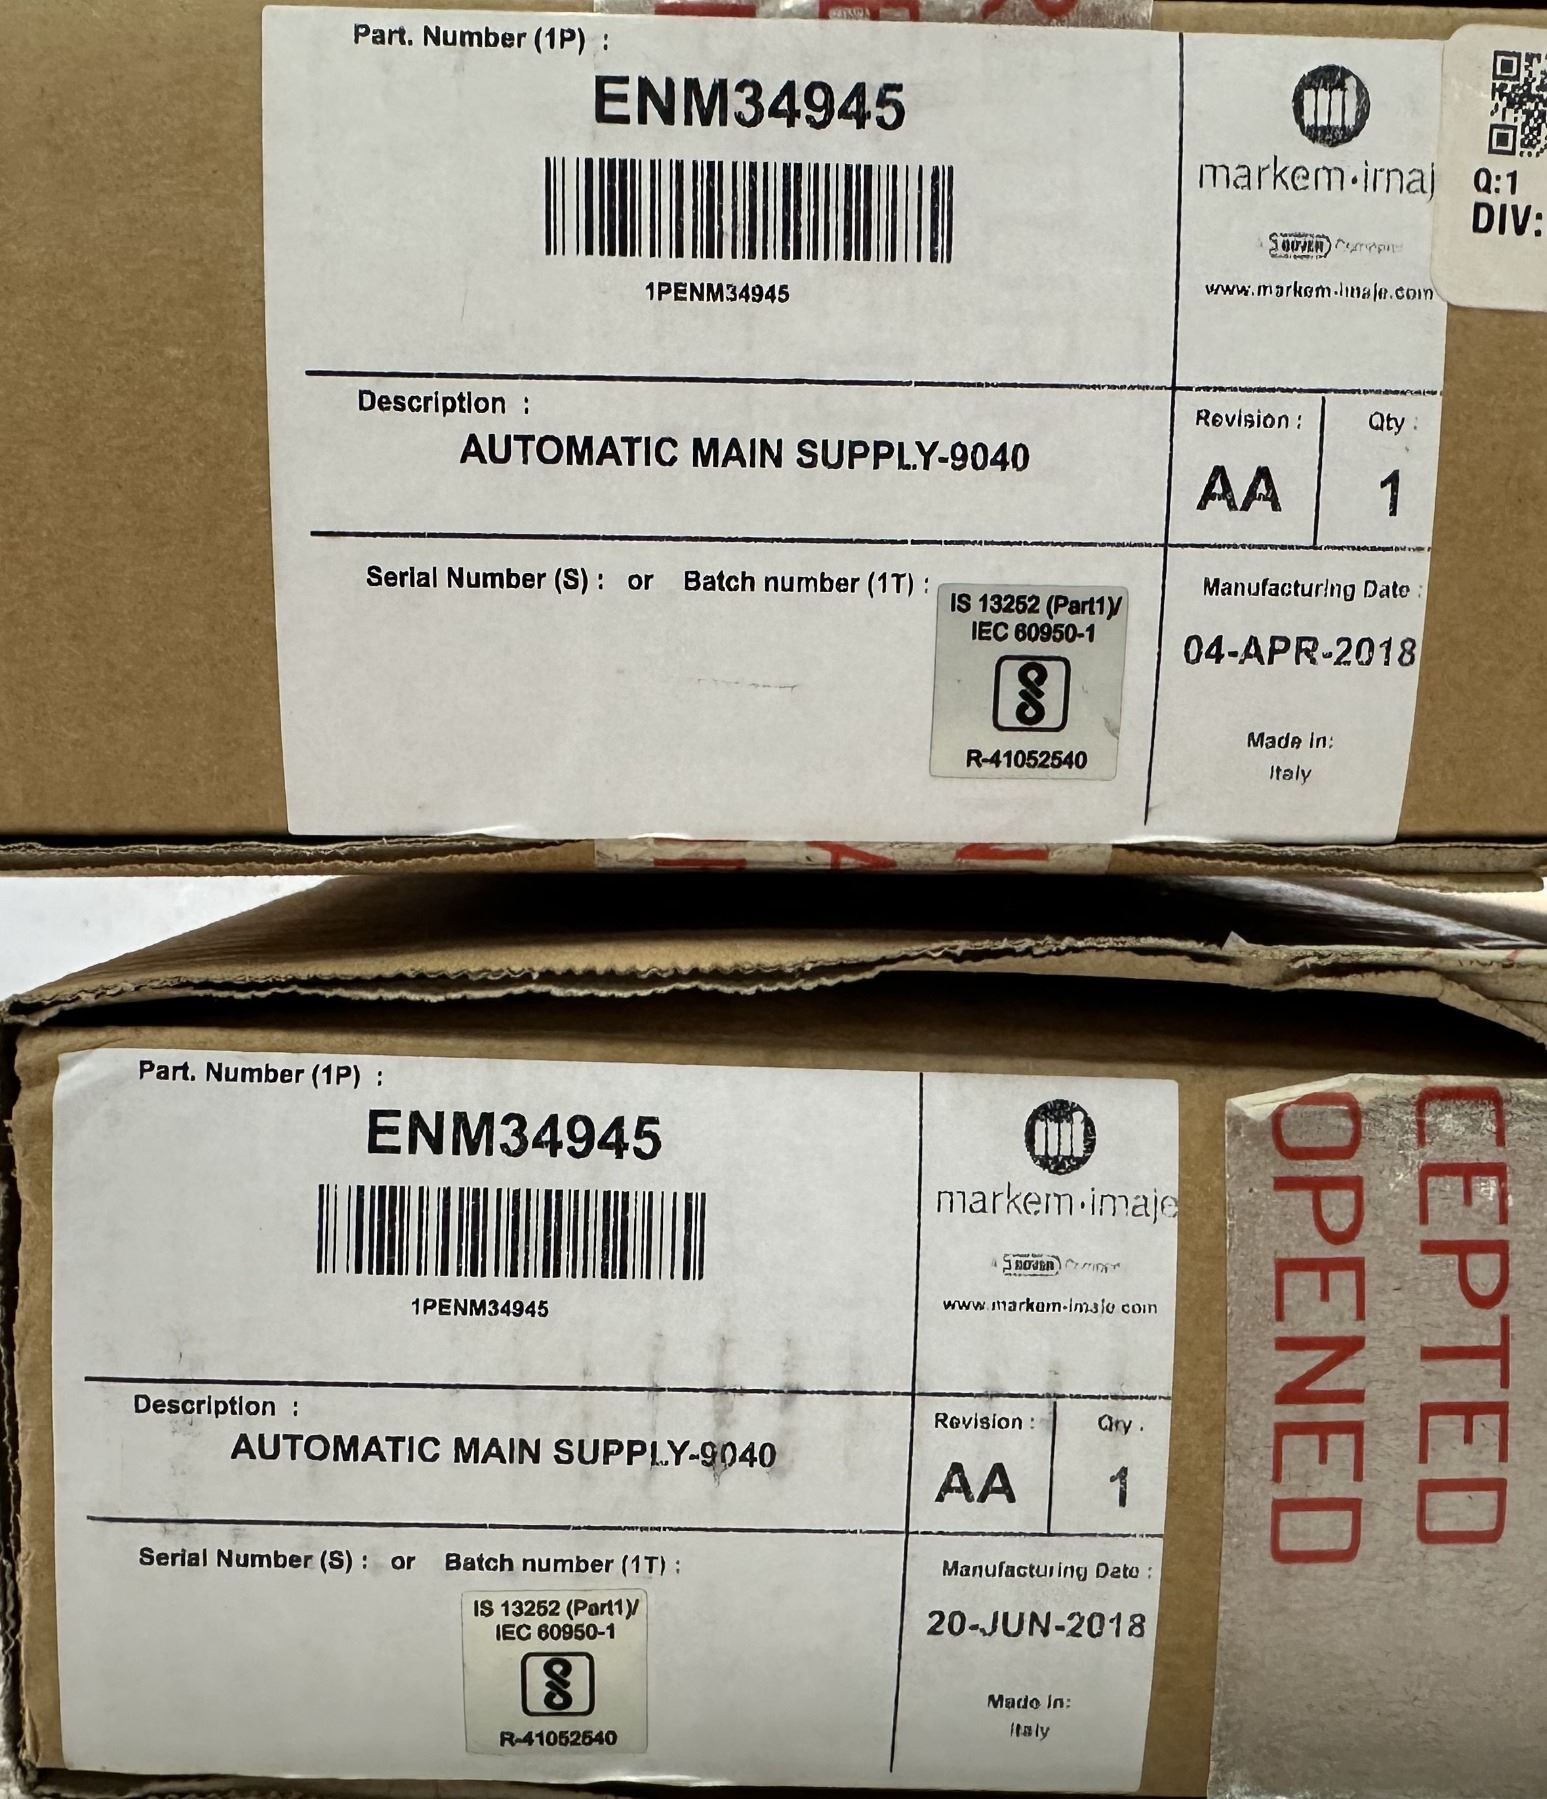 Part. Number (1P) :
ENM34945
1PENM34945
markem·imaj
DOVER Company
www.markem-imaje.com
Q:1
DIV:
Description :
AUTOMATIC MAIN SUPPLY-9040
Revision :
AA
Qty :
1
Serial Number (S) : or Batch number (1T) :
IS 13252 (Part1)/
IEC 60950-1
R-41052540
Manufacturing Date :
04-APR-2018
Made in:
Italy
Part. Number (1P) :
ENM34945
1PENM34945
markem·imaje
A DOVER Company
www.markem-imaje.com
Description :
AUTOMATIC MAIN SUPPLY-9040
Revision :
AA
Qty :
1
Serial Number (S) : or Batch number (1T) :
IS 13252 (Part1)/
IEC 60950-1
R-41052540
Manufacturing Date :
20-JUN-2018
Made in:
Italy
CEPTED
OPENED